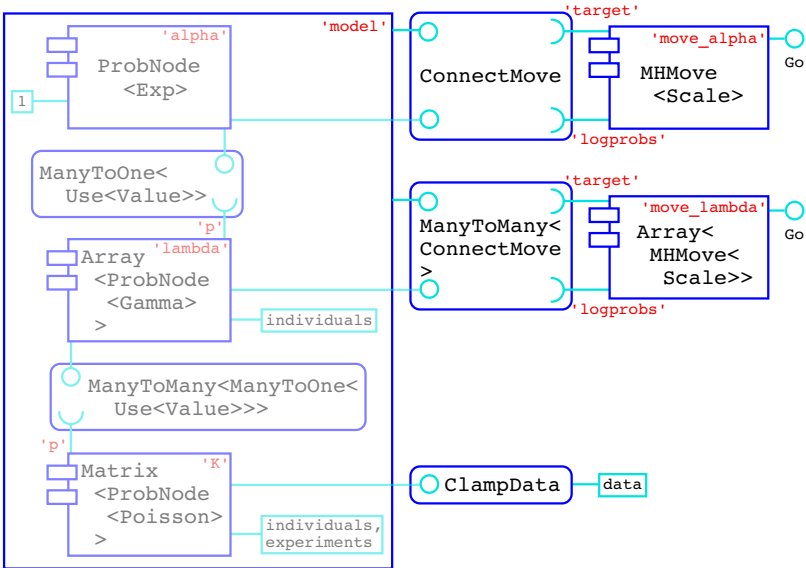 'alpha'
ProbNode
<Exp>
1
ManyToOne<
Use<Value>>
'p'
'lambda'
Array
<ProbNode
<Gamma>
>
individuals
ManyToMany<ManyToOne<
Use<Value>>>
'p'
'K'
Matrix
<ProbNode
<Poisson>
>
individuals,
experiments
'model'
ConnectMove
'target'
'logprobs'
'move_alpha'
MHMove
<Scale>
Go
ManyToMany<
ConnectMove
>
'target'
'logprobs'
'move_lambda'
Array<
MHMove<
Scale>>
Go
ClampData
data